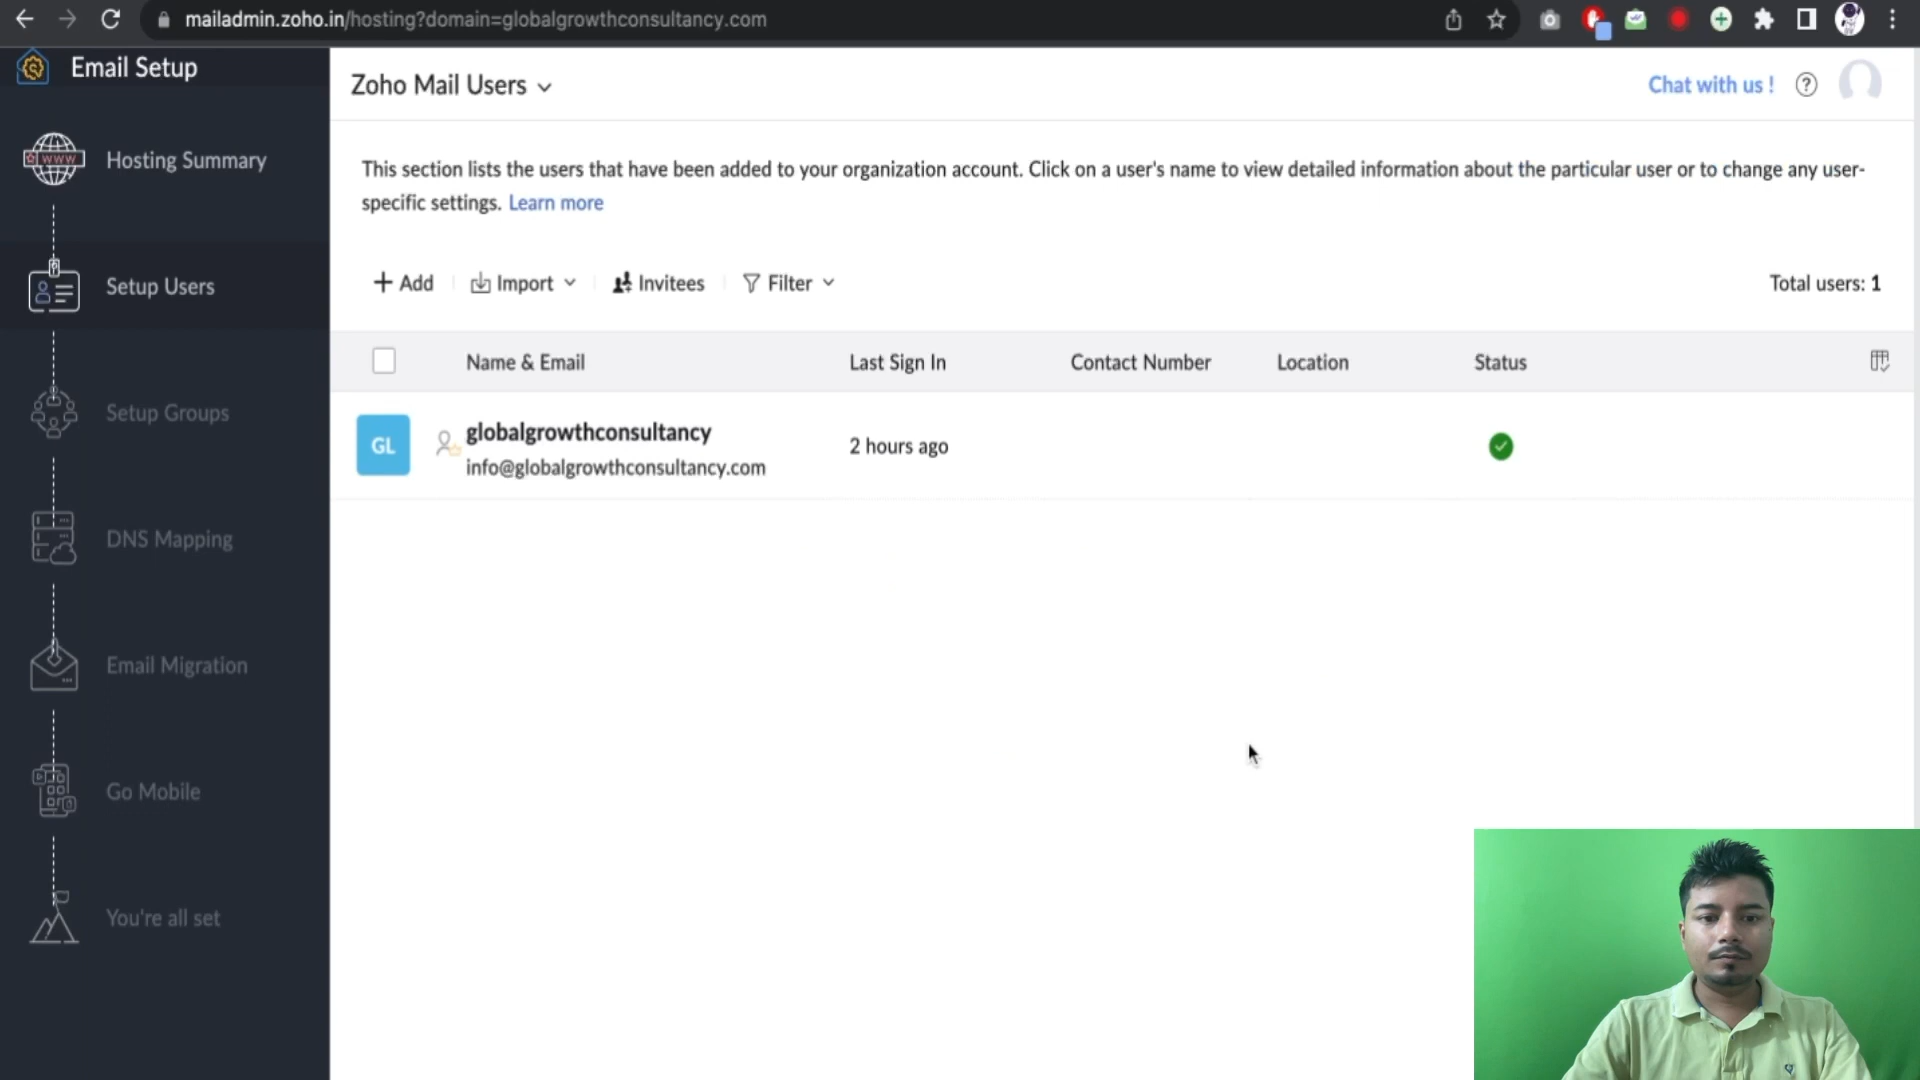 mailadmin.zoho.in/hosting?domain=globalgrowthconsultancy.com
Email Setup
Hosting Summary
Setup Users
Setup Groups
DNS Mapping
Email Migration
Go Mobile
You're all set
Zoho Mail Users
Chat with us !
?
This section lists the users that have been added to your organization account. Click on a user's name to view detailed information about the particular user or to change any user-
specific settings. Learn more
+ Add
Import
Invitees
Filter
Total users: 1
Name & Email
Last Sign In
Contact Number
Location
Status
GL
globalgrowthconsultancy
info@globalgrowthconsultancy.com
2 hours ago
www